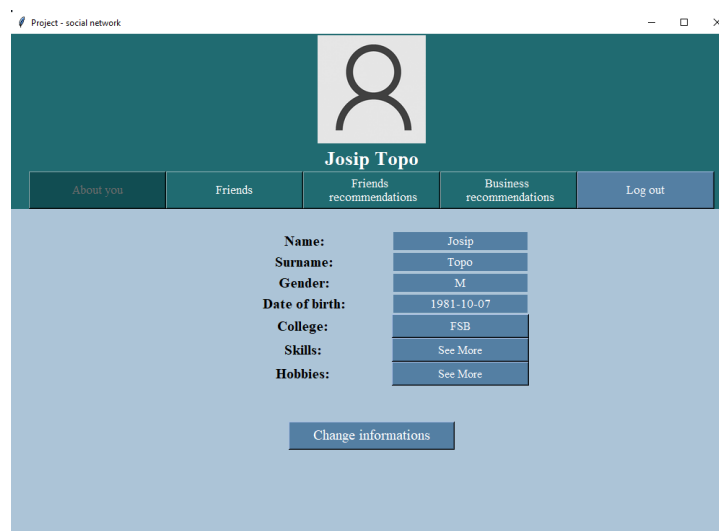 Project - social network
Josip Topo
About you
Friends
Friends
recommendations
Business
recommendations
Log out
Name: Josip
Surname: Topo
Gender: M
Date of birth: 1981-10-07
College: FSB
Skills: See More
Hobbies: See More
Change informations